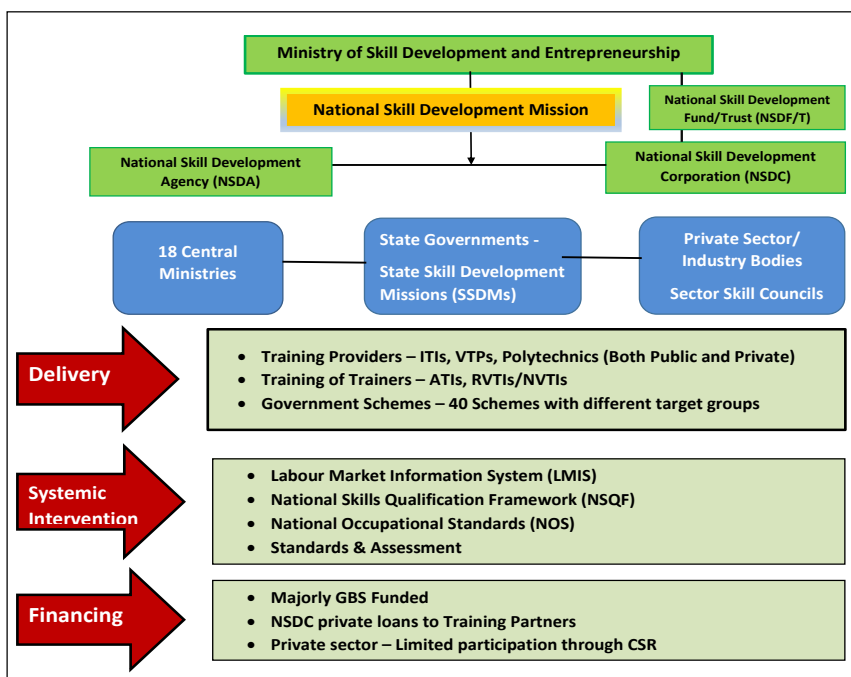 Ministry of Skill Development and Entrepreneurship
National Skill Development Mission
National Skill Development
Fund/Trust (NSDF/T)
National Skill Development
Agency (NSDA)
National Skill Development
Corporation (NSDC)
18 Central
Ministries
State Governments -
State Skill Development
Missions (SSDMs)
Private Sector/
Industry Bodies
Sector Skill Councils
Delivery
• Training Providers – ITIs, VTPs, Polytechnics (Both Public and Private)
• Training of Trainers – ATIs, RVTIs/NVTIs
• Government Schemes – 40 Schemes with different target groups
Systemic
Intervention
• Labour Market Information System (LMIS)
• National Skills Qualification Framework (NSQF)
• National Occupational Standards (NOS)
• Standards & Assessment
Financing
• Majorly GBS Funded
• NSDC private loans to Training Partners
• Private sector – Limited participation through CSR